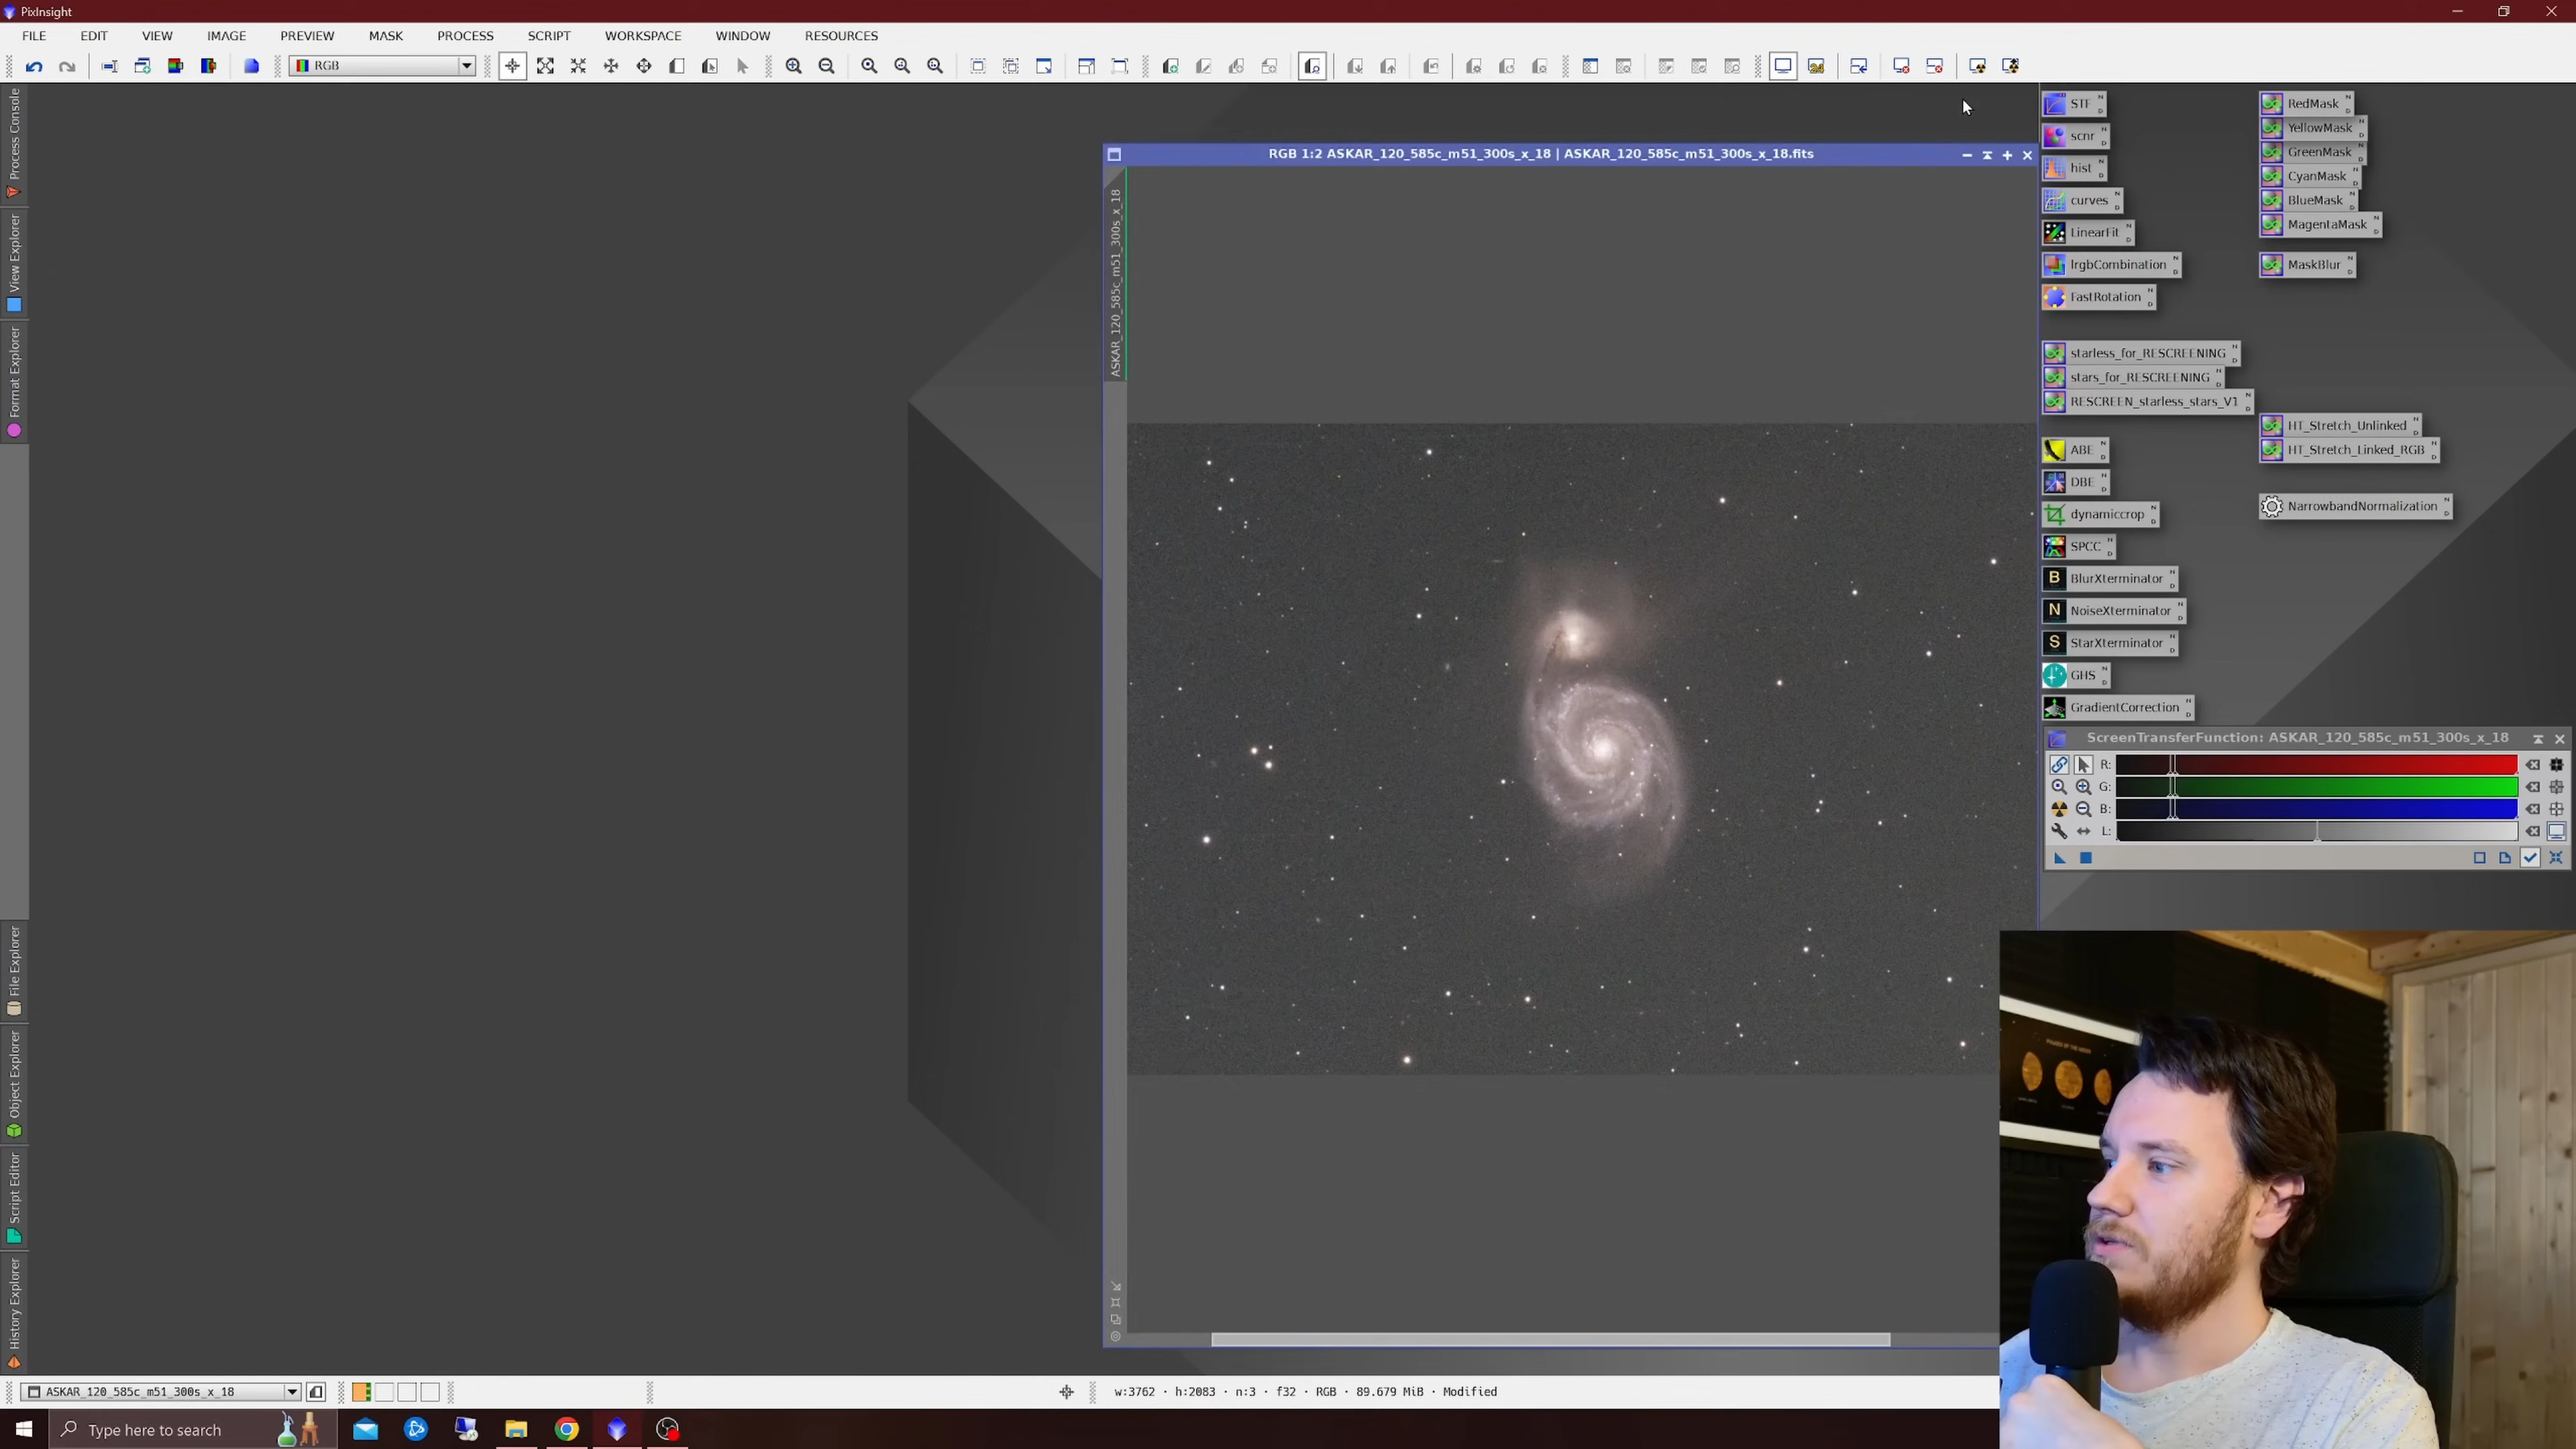 PixInsight
FILE EDIT VIEW IMAGE PREVIEW MASK PROCESS SCRIPT WORKSPACE WINDOW RESOURCES
RGB
Process Console
View Explorer
Format Explorer
File Explorer
Object Explorer
Script Editor
History Explorer
RGB 1:2 ASKAR_120_585c_m51_300s_x_18 | ASKAR_120_585c_m51_300s_x_18.fits
ASKAR_120_585c_m51_300s_x_18
STF
scnr
hist
curves
LinearFit
lrgbCombination
FastRotation
starless_for_RESCREENING
stars_for_RESCREENING
RESCREEN_starless_stars_V1
ABE
DBE
dynamiccrop
SPCC
B BlurXterminator
N NoiseXterminator
S StarXterminator
GHS
GradientCorrection
RedMask
YellowMask
GreenMask
CyanMask
BlueMask
MagentaMask
MaskBlur
HT_Stretch_Unlinked
HT_Stretch_Linked_RGB
NarrowbandNormalization
ScreenTransferFunction: ASKAR_120_585c_m51_300s_x_18
R:
G:
B:
L:
ASKAR_120_585c_m51_300s_x_18
w:3762 · h:2083 · n:3 · f32 · RGB · 89.679 MiB · Modified
Type here to search